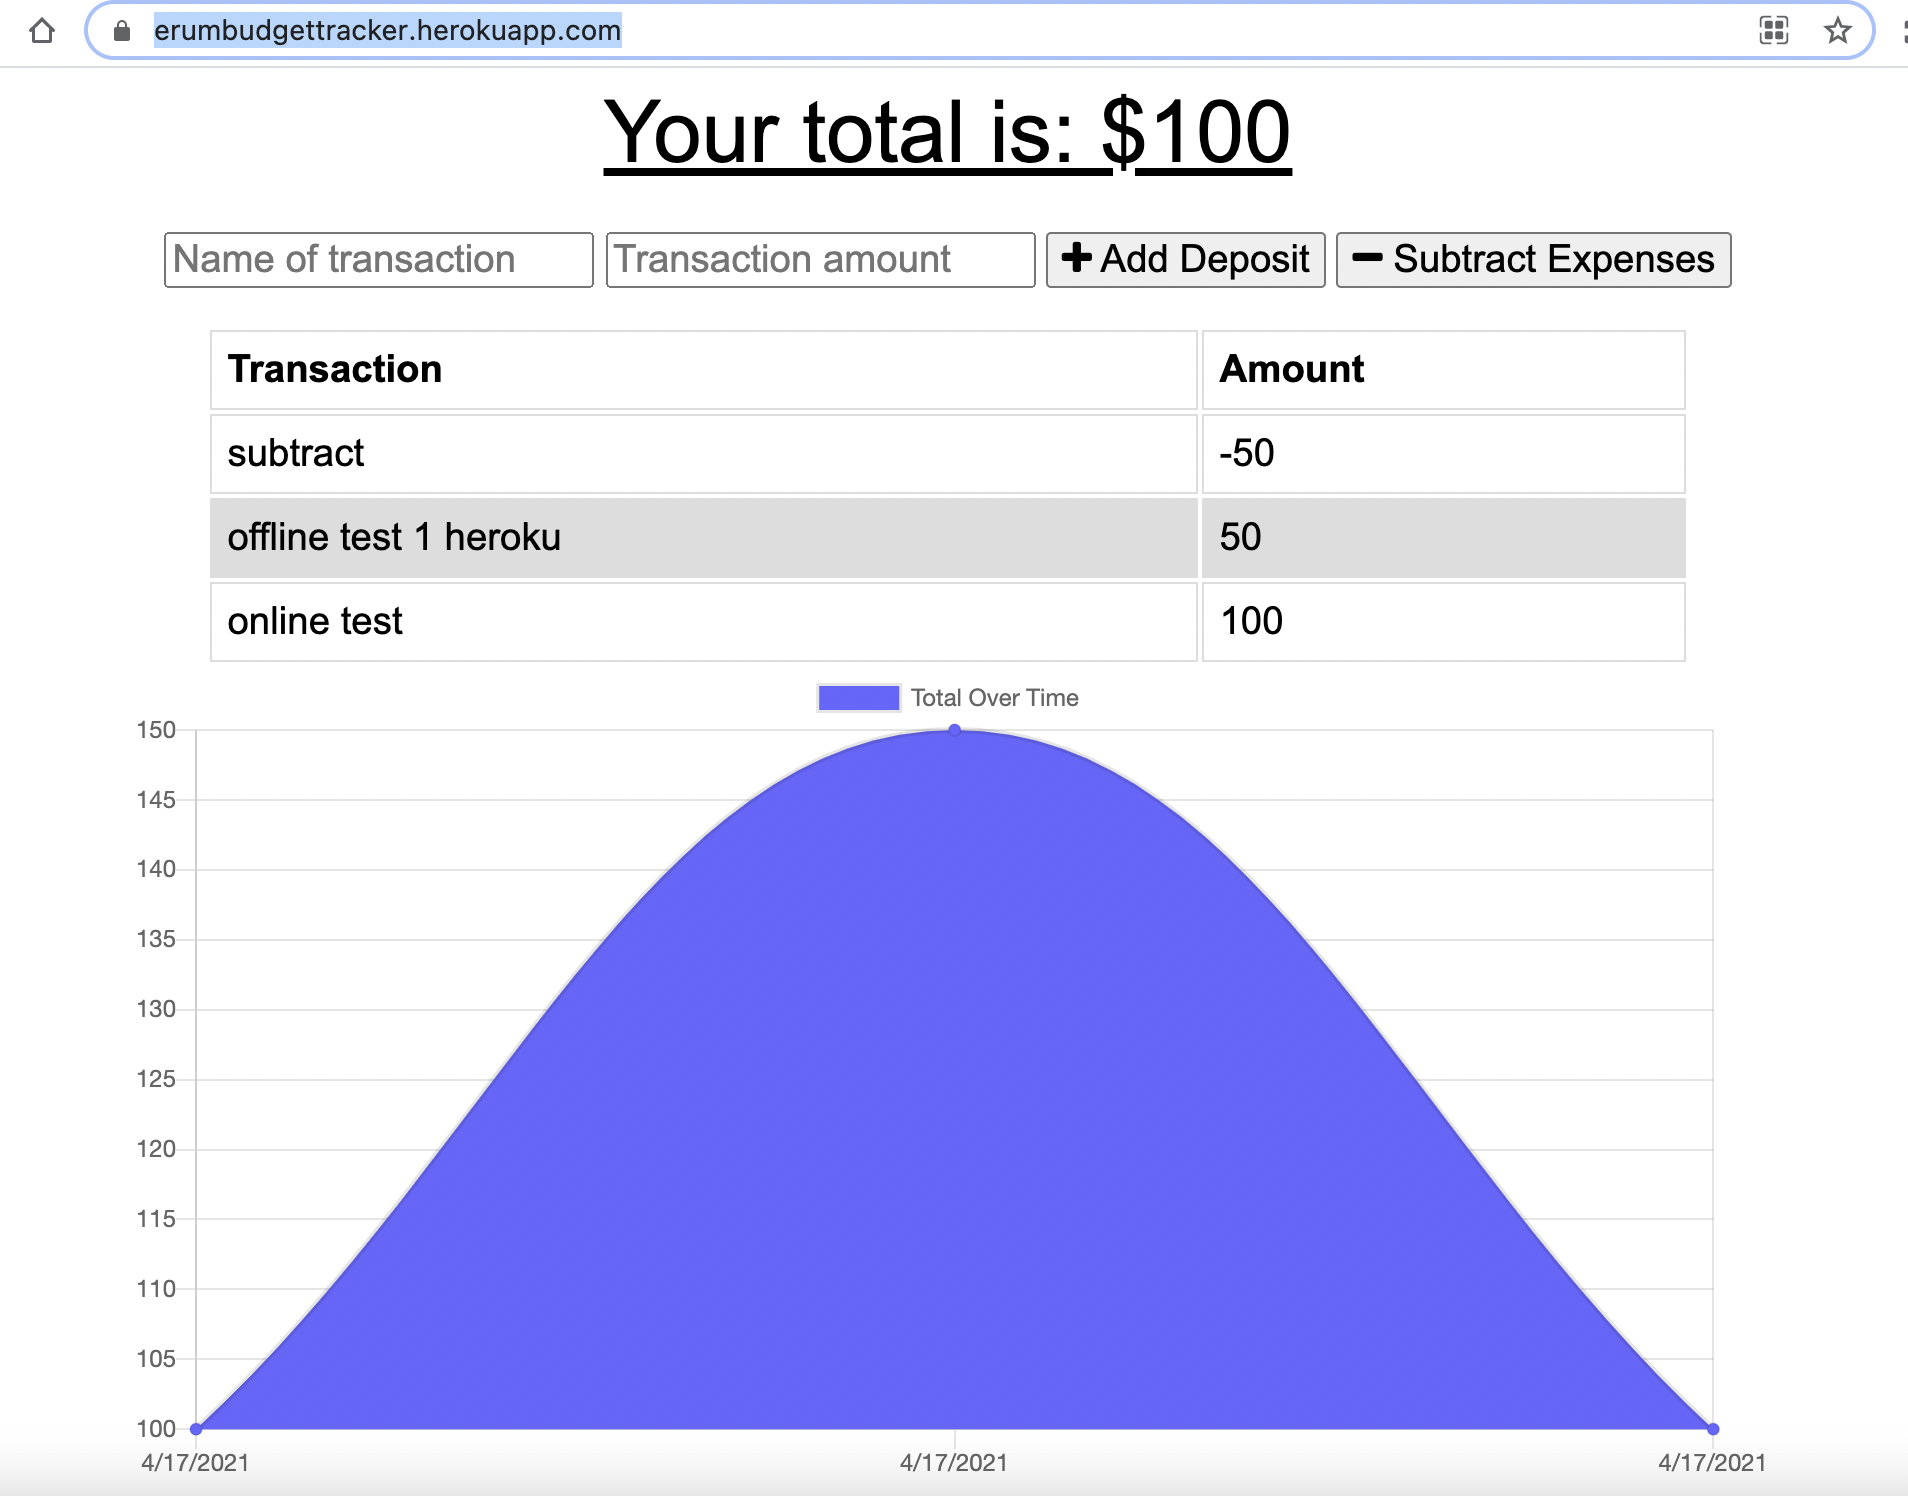 erumbudgettracker.herokuapp.com
Your total is: $100
Name of transaction Transaction amount Add Deposit Subtract Expenses
Transaction Amount
subtract -50
offline test 1 heroku 50
online test 100
Total Over Time
150
145
140
135
130
125
120
115
110
105
100
4/17/2021 4/17/2021 4/17/2021